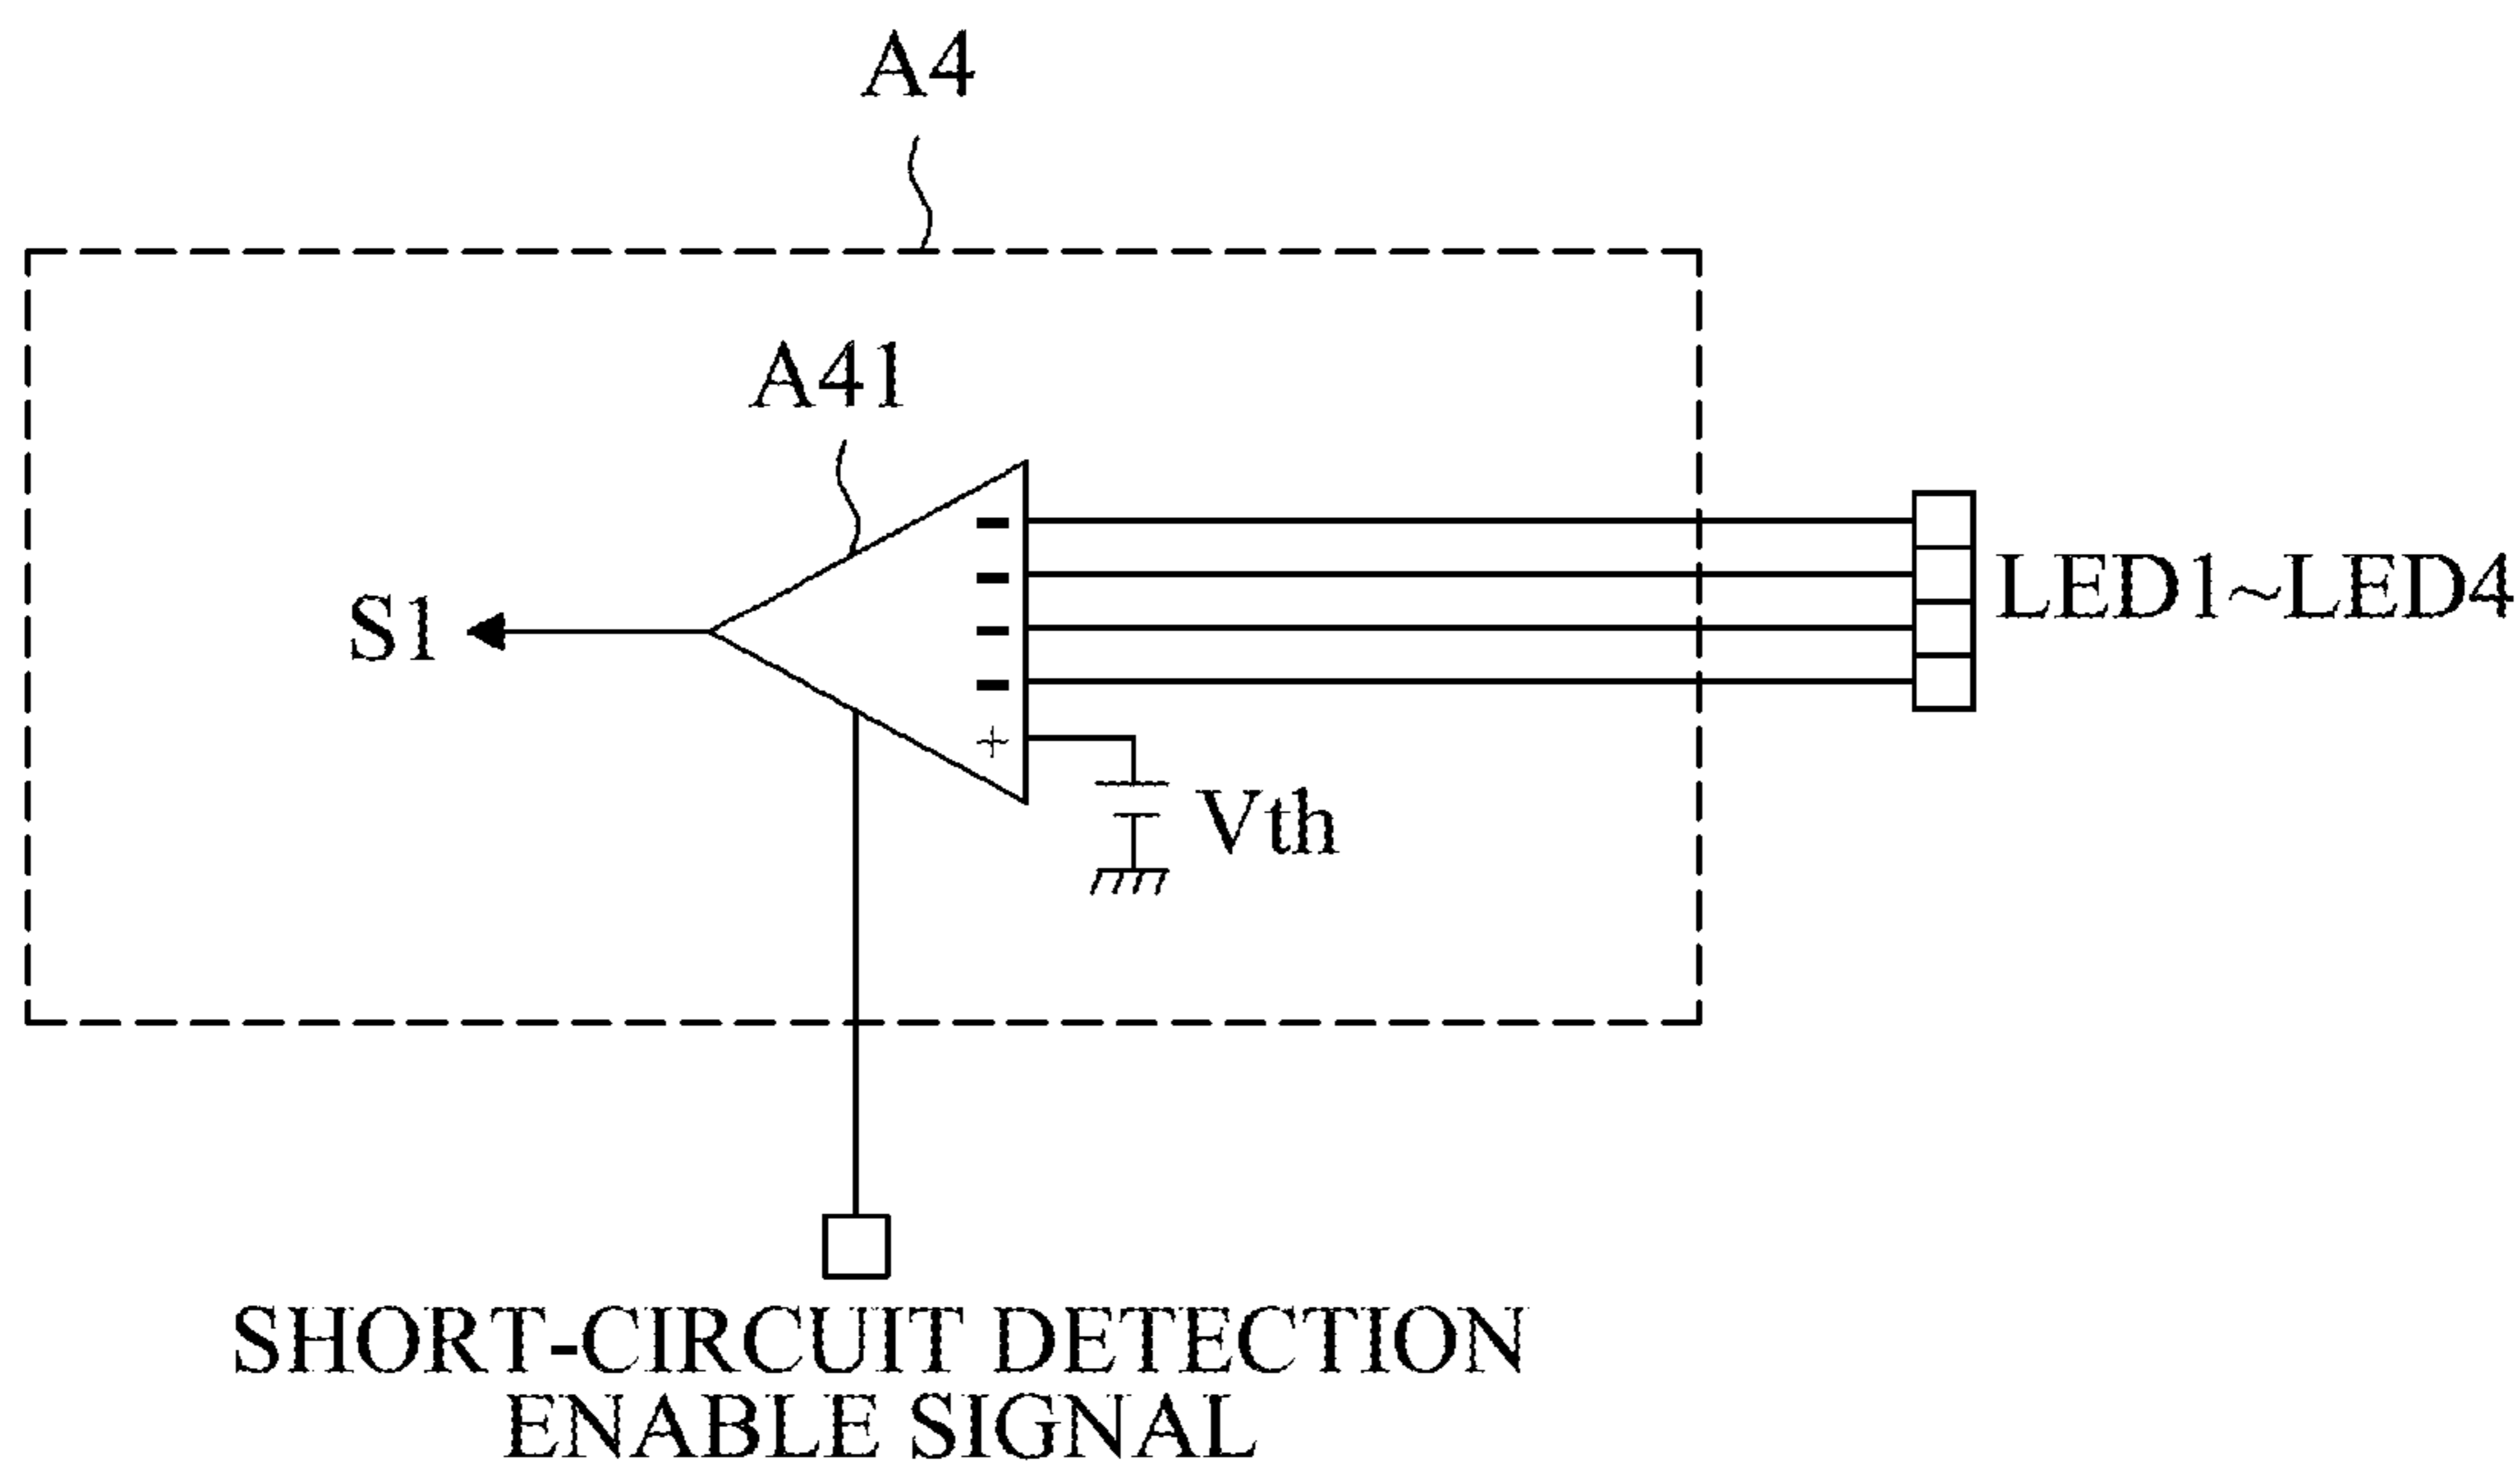 A4
A41
S1
LED1~LED4
Vth
SHORT-CIRCUIT DETECTION
ENABLE SIGNAL